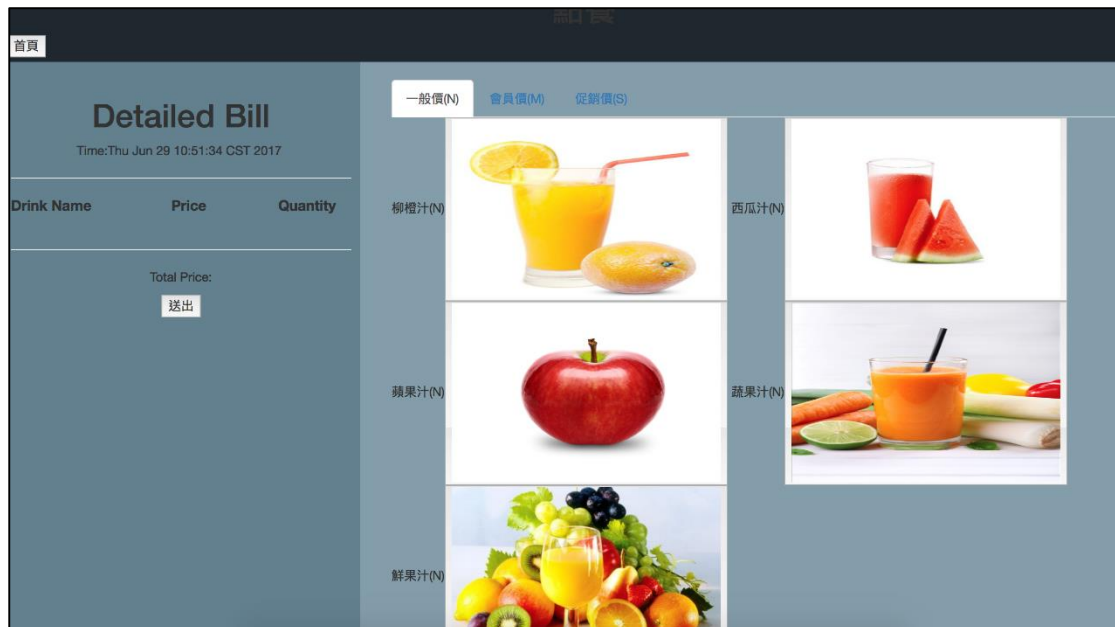 點餐
首頁
Detailed Bill
Time:Thu Jun 29 10:51:34 CST 2017
Drink Name Price Quantity
Total Price:
送出
一般價(N) 會員價(M) 促銷價(S)
柳橙汁(N) 西瓜汁(N)
蘋果汁(N) 蔬果汁(N)
鮮果汁(N)